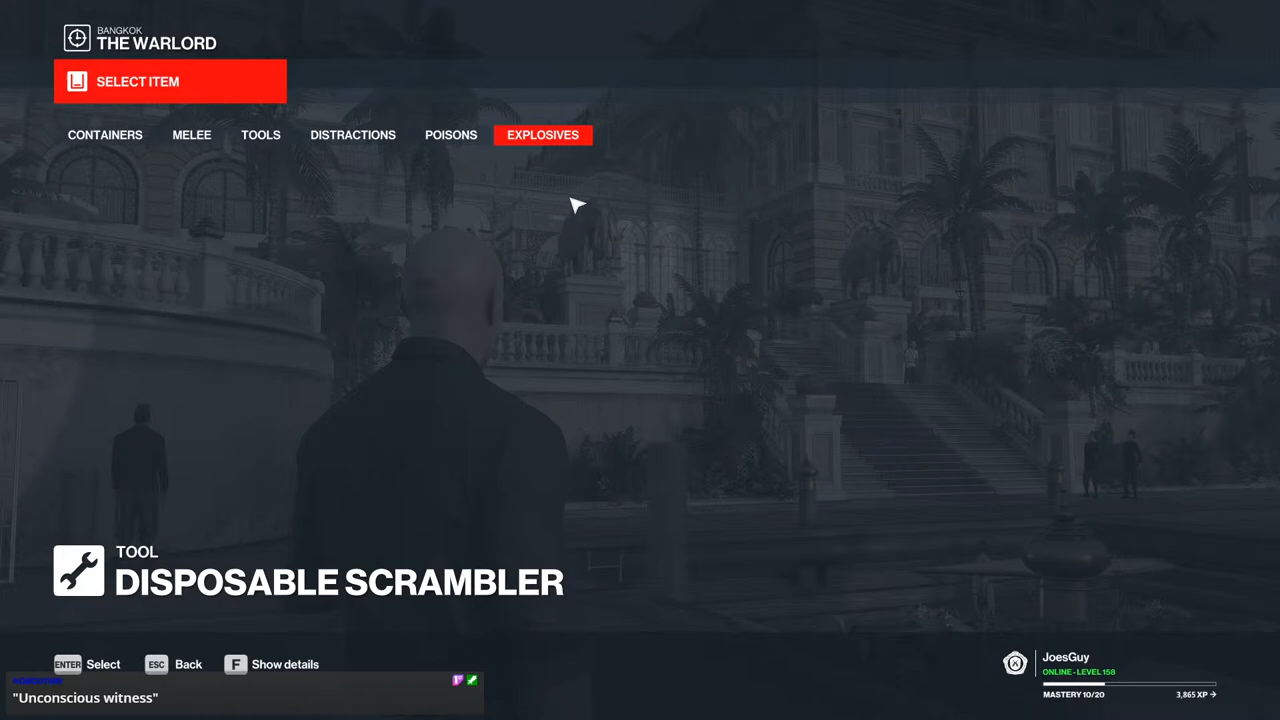 BANGKOK
THE WARLORD
SELECT ITEM
CONTAINERS MELEE TOOLS DISTRACTIONS POISONS EXPLOSIVES
TOOL
DISPOSABLE SCRAMBLER
ENTER Select ESC Back F Show details
"Unconscious witness"
JoesGuy
ONLINE - LEVEL 158
MASTERY 10/20 3,865 XP →